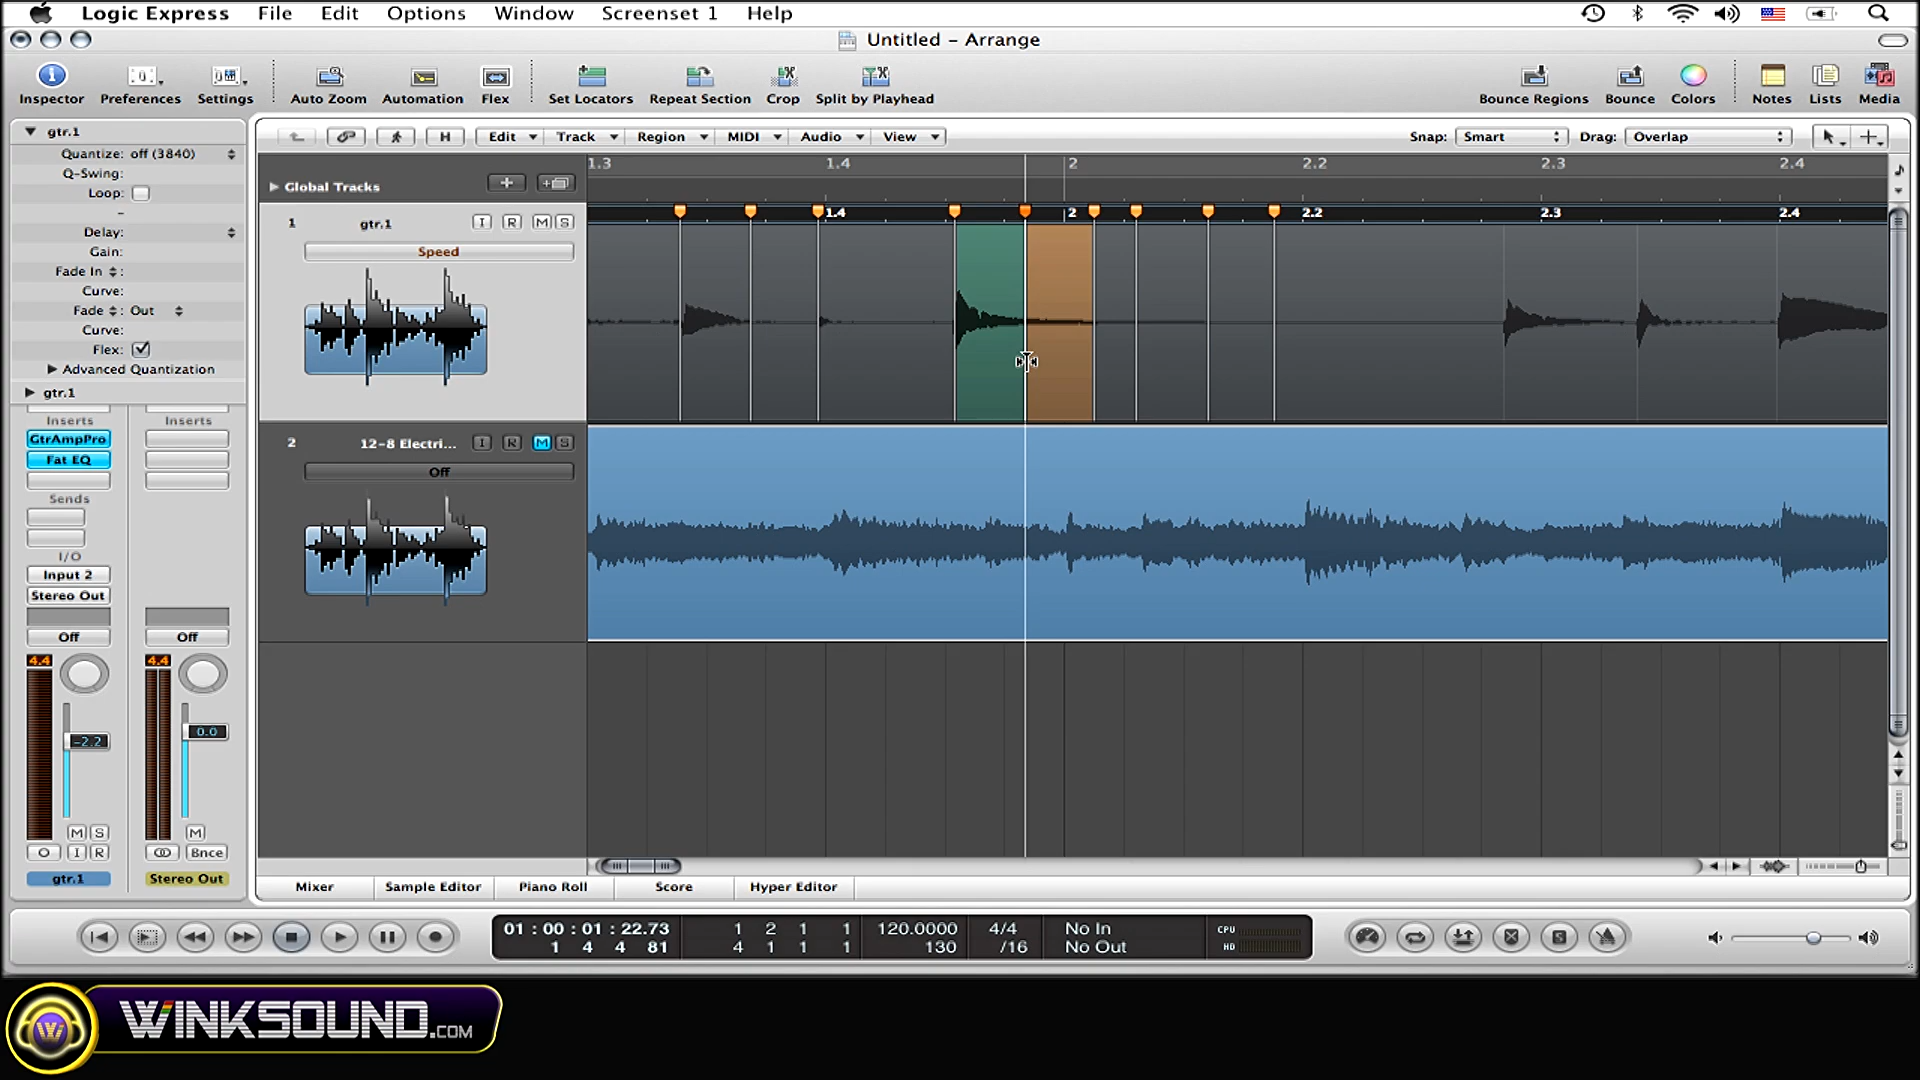 Logic Express File Edit Options Window Screenset 1 Help
Untitled - Arrange
Inspector Preferences Settings Auto Zoom Automation Flex Set Locators Repeat Section Crop Split by Playhead Bounce Regions Bounce Colors Notes Lists Media
gtr.1
Quantize: off (3840)
Q-Swing:
Loop:
-
Delay:
Gain:
Fade In :
Curve:
Fade : Out
Curve:
Flex:
Advanced Quantization
gtr.1
Inserts Inserts
GtrAmpPro
Fat EQ
Sends
I/O
Input 2
Stereo Out
Off Off
4.4 4.4
-2.2 0.0
M S M
I R Bnce
gtr.1 Stereo Out
H Edit Track Region MIDI Audio View Snap: Smart Drag: Overlap
1.3 1.4 2 2.2 2.3 2.4
Global Tracks
1.4 2 2.2 2.3 2.4
1 gtr.1 I R M S
Speed
2 12-8 Electri... I R M S
Off
Mixer Sample Editor Piano Roll Score Hyper Editor
01 : 00 : 01 : 22.73 1 2 1 1 120.0000 4/4 No In CPU
1 4 4 81 4 1 1 1 130 /16 No Out HD
S
W WINKSOUND.COM